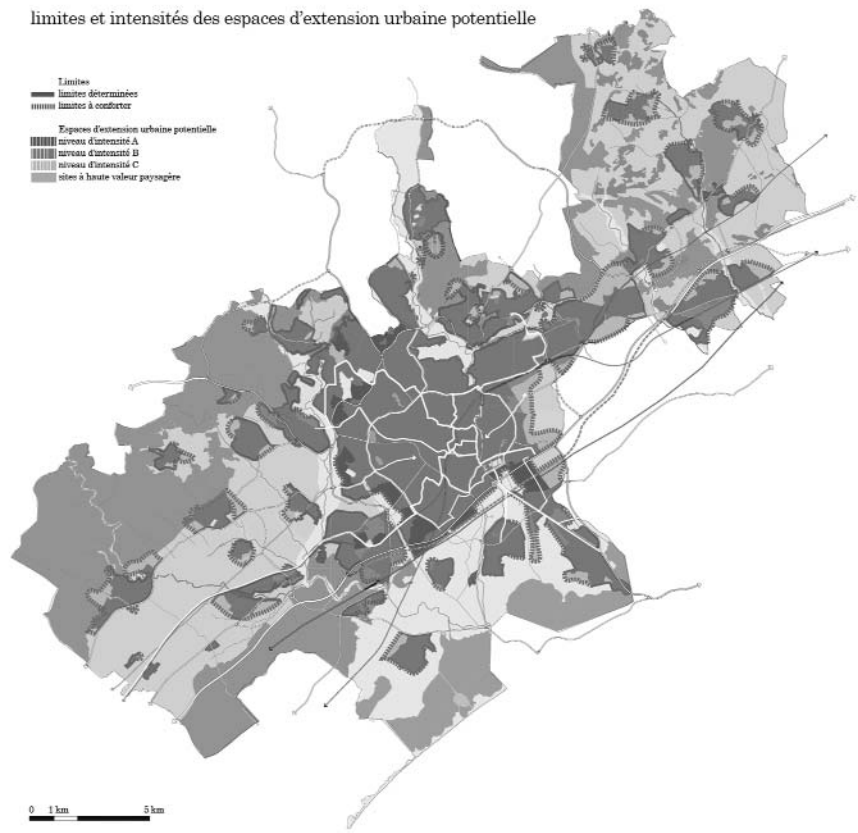 limites et intensités des espaces d'extension urbaine potentielle
Limites
limites déterminées
limites à conforter
Espaces d'extension urbaine potentielle
niveau d'intensité A
niveau d'intensité B
niveau d'intensité C
sites à haute valeur paysagère
0 1 km 5 km